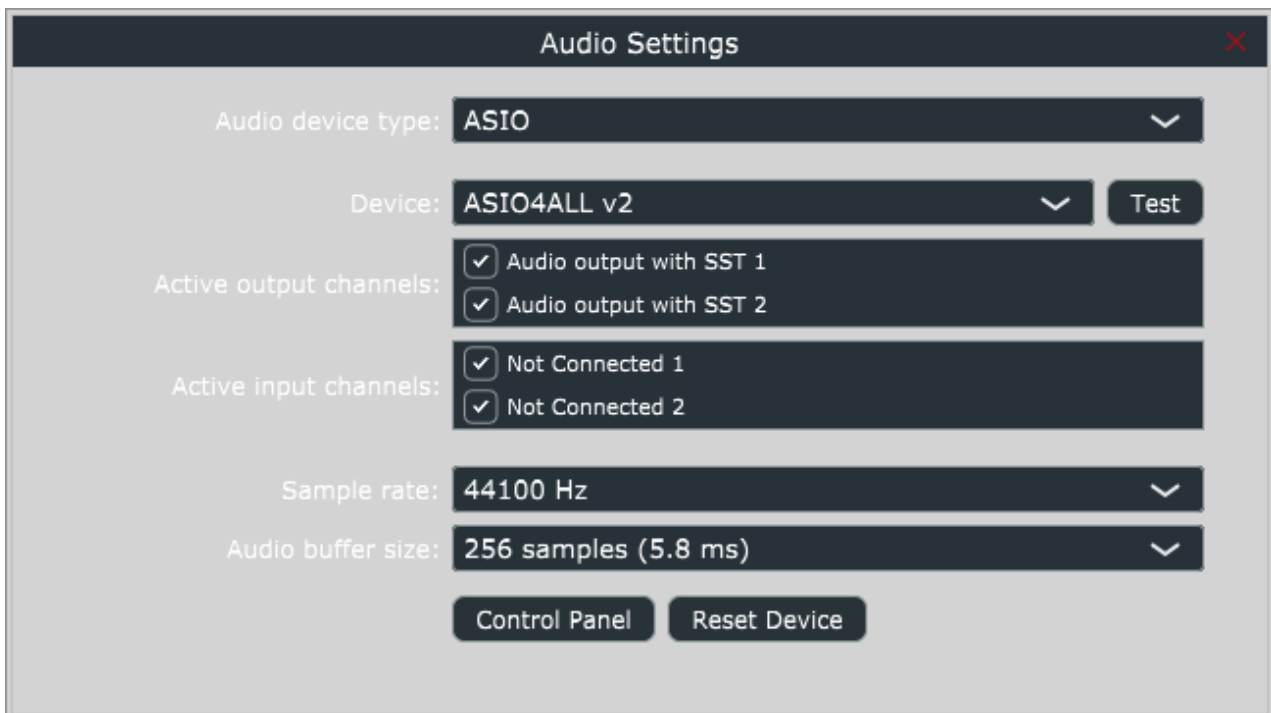 Audio Settings
Audio device type: ASIO
Device: ASIO4ALL v2 Test
Active output channels:
Audio output with SST 1
Audio output with SST 2
Active input channels:
Not Connected 1
Not Connected 2
Sample rate: 44100 Hz
Audio buffer size: 256 samples (5.8 ms)
Control Panel Reset Device